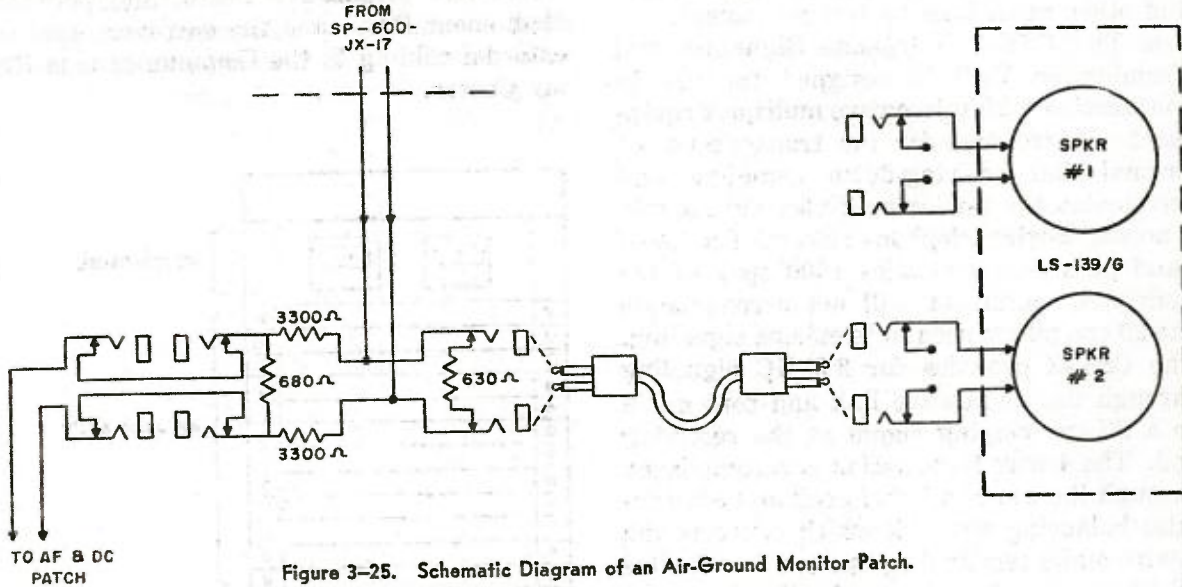 FROM
SP-600
JX-17
SPKR
#1
LS-139/G
SPKR
#2
3300Ω
680Ω
630Ω
3300Ω
TO AF & DC
PATCH
Figure 3-25. Schematic Diagram of an Air-Ground Monitor Patch.